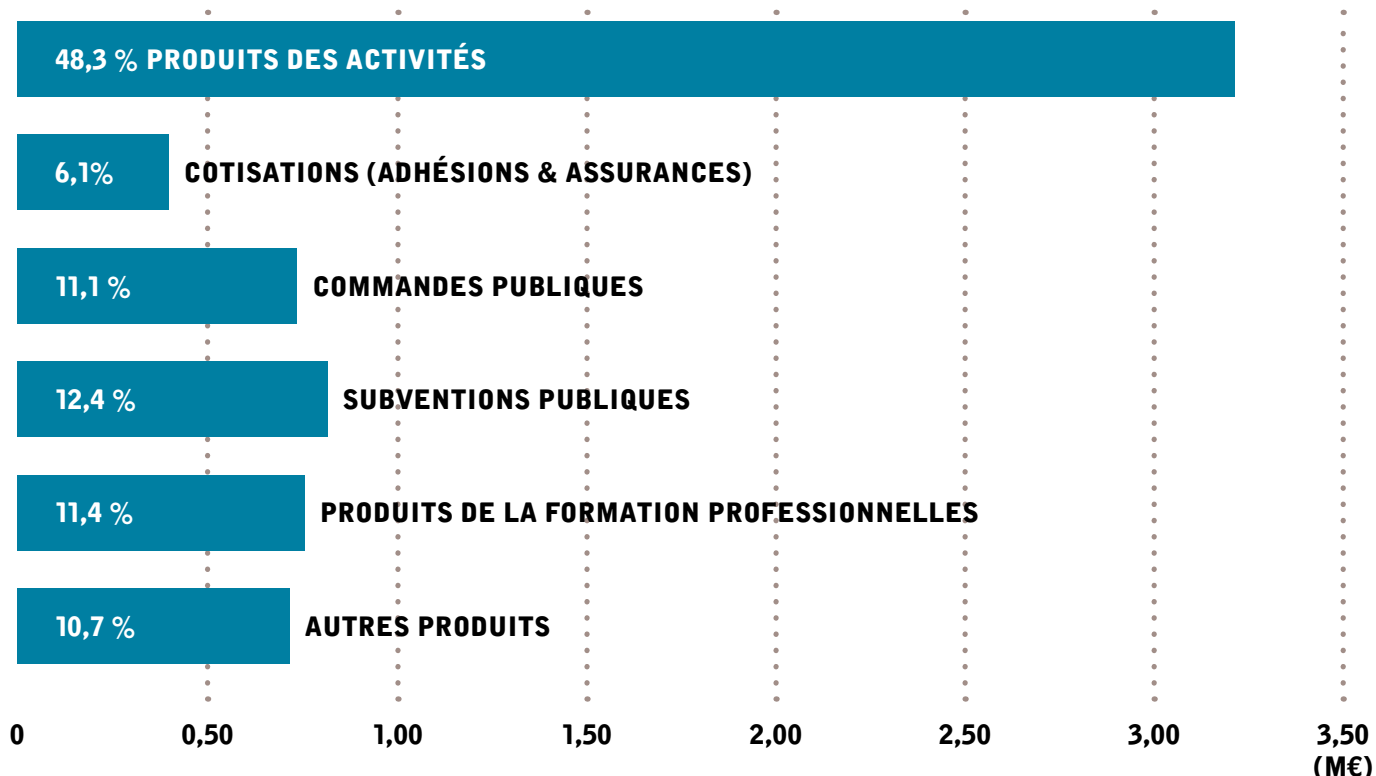 48,3 % PRODUITS DES ACTIVITÉS
6,1% COTISATIONS (ADHÉSIONS & ASSURANCES)
11,1 % COMMANDES PUBLIQUES
12,4 % SUBVENTIONS PUBLIQUES
11,4 % PRODUITS DE LA FORMATION PROFESSIONNELLES
10,7 % AUTRES PRODUITS
0 0,50 1,00 1,50 2,00 2,50 3,00 3,50
(M€)